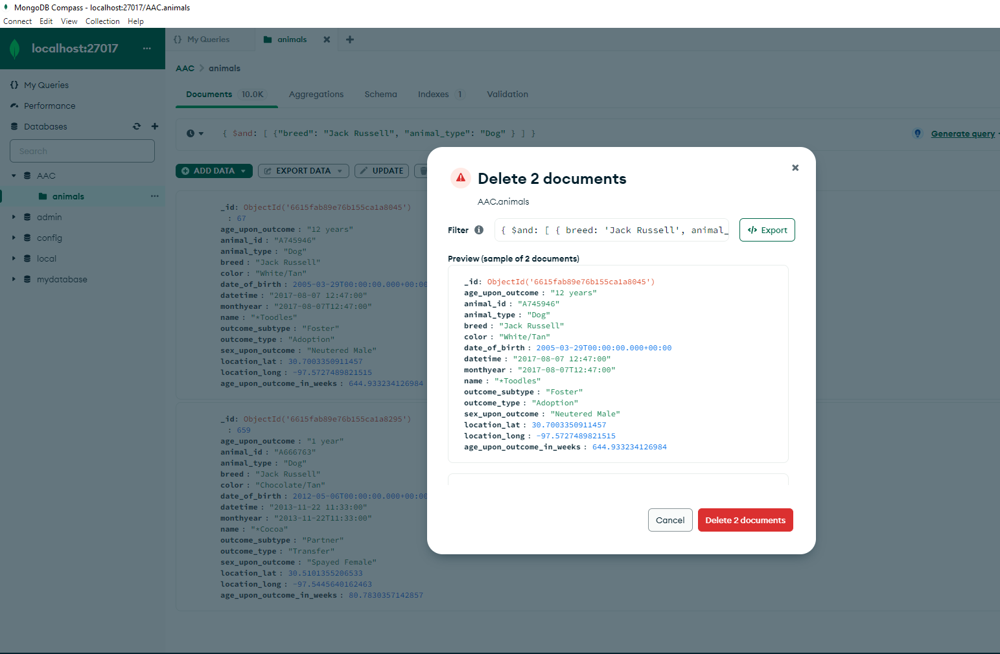 MongoDB Compass - localhost:27017/AAC.animals
Connect Edit View Collection Help
localhost:27017 ...
{} My Queries
animals
AAC > animals
My Queries
Performance
Databases
Search
AAC
animals
admin
config
local
mydatabase
Documents 10.0K Aggregations Schema Indexes 1 Validation
{ $and: [ {"breed": "Jack Russell", "animal_type": "Dog" } ] }
Generate query
ADD DATA EXPORT DATA UPDATE
_id: ObjectId('6615fab89e76b155ca1a8045')
: 67
age_upon_outcome : "12 years"
animal_id : "A745946"
animal_type : "Dog"
breed : "Jack Russell"
color : "White/Tan"
date_of_birth : 2005-03-29T00:00:00.000+00:00
datetime : "2017-08-07 12:47:00"
monthyear : "2017-08-07T12:47:00"
name : "*Toodles"
outcome_subtype : "Foster"
outcome_type : "Adoption"
sex_upon_outcome : "Neutered Male"
location_lat : 30.7003350911457
location_long : -97.5727489821515
age_upon_outcome_in_weeks : 644.933234126984
_id: ObjectId('6615fab89e76b155ca1a8295')
: 659
age_upon_outcome : "1 year"
animal_id : "A666763"
animal_type : "Dog"
breed : "Jack Russell"
color : "Chocolate/Tan"
date_of_birth : 2012-05-06T00:00:00.000+00:00
datetime : "2013-11-22 11:33:00"
monthyear : "2013-11-22T11:33:00"
name : "*Cocoa"
outcome_subtype : "Partner"
outcome_type : "Transfer"
sex_upon_outcome : "Spayed Female"
location_lat : 30.5101355206533
location_long : -97.5445640162463
age_upon_outcome_in_weeks : 80.7830357142857
Delete 2 documents
AAC.animals
Filter { $and: [ { breed: 'Jack Russell', animal_
Export
Preview (sample of 2 documents)
_id: ObjectId('6615fab89e76b155ca1a8045')
age_upon_outcome : "12 years"
animal_id : "A745946"
animal_type : "Dog"
breed : "Jack Russell"
color : "White/Tan"
date_of_birth : 2005-03-29T00:00:00.000+00:00
datetime : "2017-08-07 12:47:00"
monthyear : "2017-08-07T12:47:00"
name : "*Toodles"
outcome_subtype : "Foster"
outcome_type : "Adoption"
sex_upon_outcome : "Neutered Male"
location_lat : 30.7003350911457
location_long : -97.5727489821515
age_upon_outcome_in_weeks : 644.933234126984
Cancel
Delete 2 documents